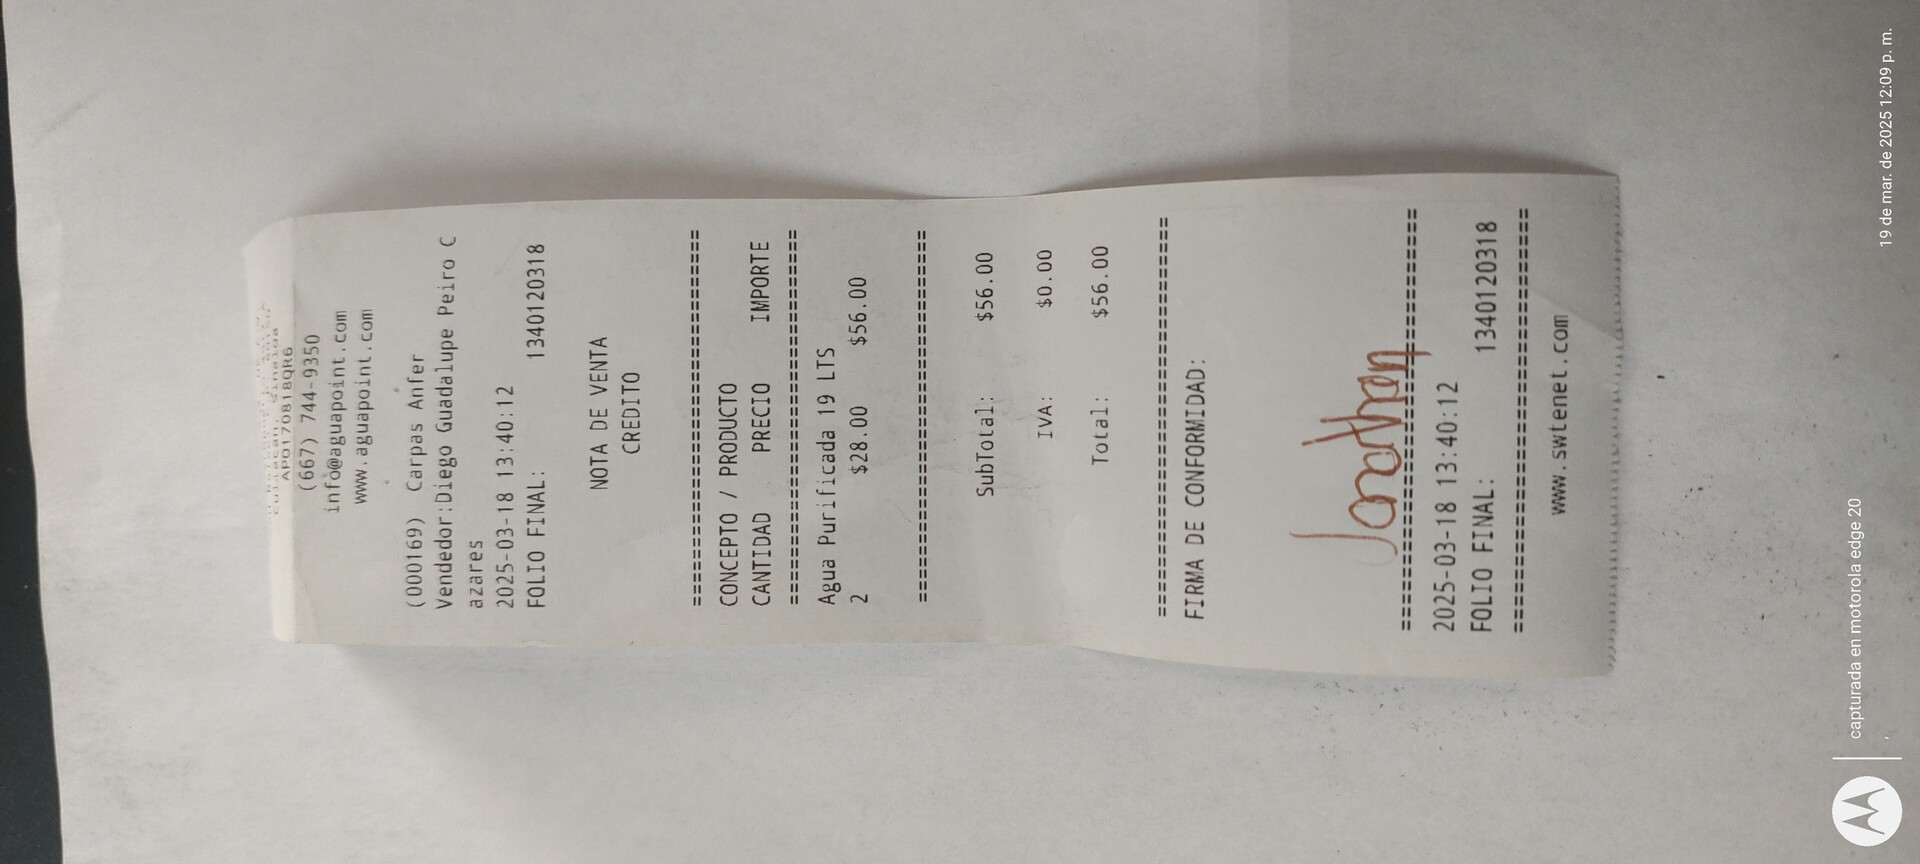 Culiacan, Sinaloa
APO170818QR6
(667) 744-9350
info@aguapoint.com
www.aguapoint.com
(000169) Carpas Anfer
Vendedor:Diego Guadalupe Peiro C
azares
2025-03-18 13:40:12
FOLIO FINAL: 1340120318
NOTA DE VENTA
CREDITO
================================
CONCEPTO / PRODUCTO
CANTIDAD PRECIO IMPORTE
================================
Agua Purificada 19 LTS
2 $28.00 $56.00
================================
SubTotal: $56.00
IVA: $0.00
Total: $56.00
================================
FIRMA DE CONFORMIDAD:
Jonathan
================================
2025-03-18 13:40:12
FOLIO FINAL: 1340120318
================================
www.swtenet.com
capturada en motorola edge 20
19 de mar. de 2025 12:09 p. m.